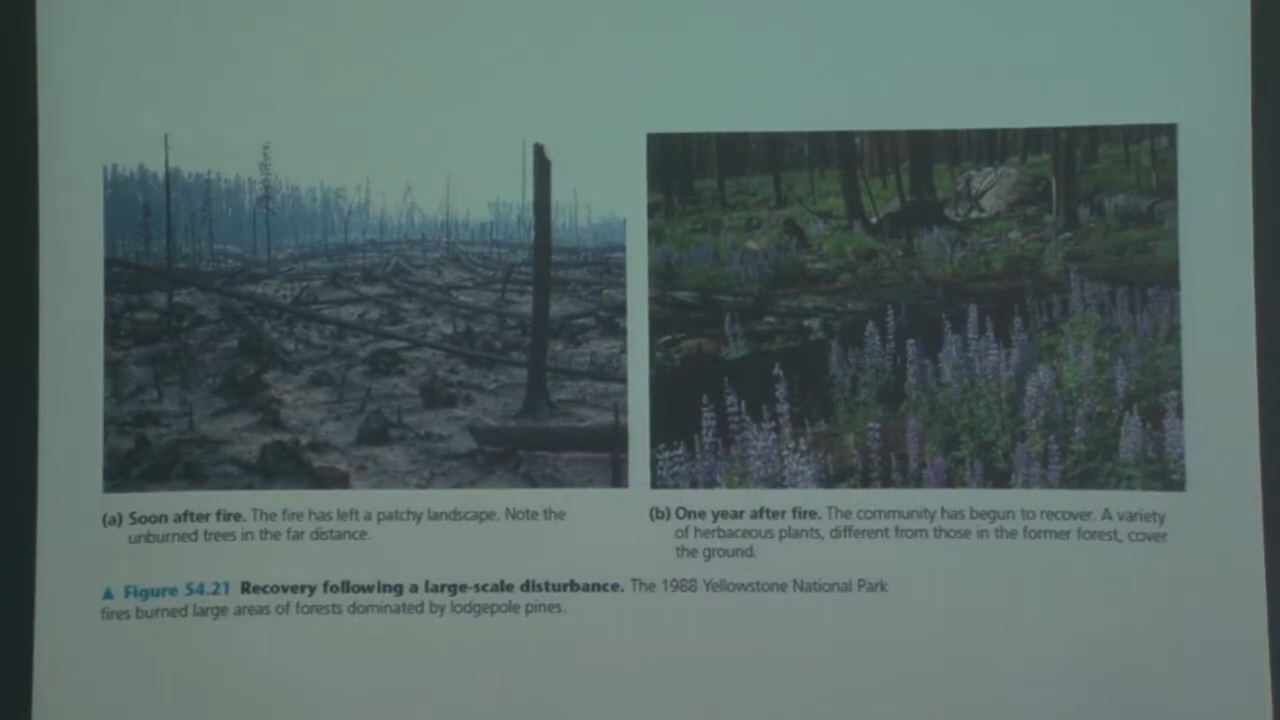 (a) Soon after fire. The fire has left a patchy landscape. Note the
unburned trees in the far distance.
(b) One year after fire. The community has begun to recover. A variety
of herbaceous plants, different from those in the former forest, cover
the ground.
▲ Figure 54.21 Recovery following a large-scale disturbance. The 1988 Yellowstone National Park
fires burned large areas of forests dominated by lodgepole pines.